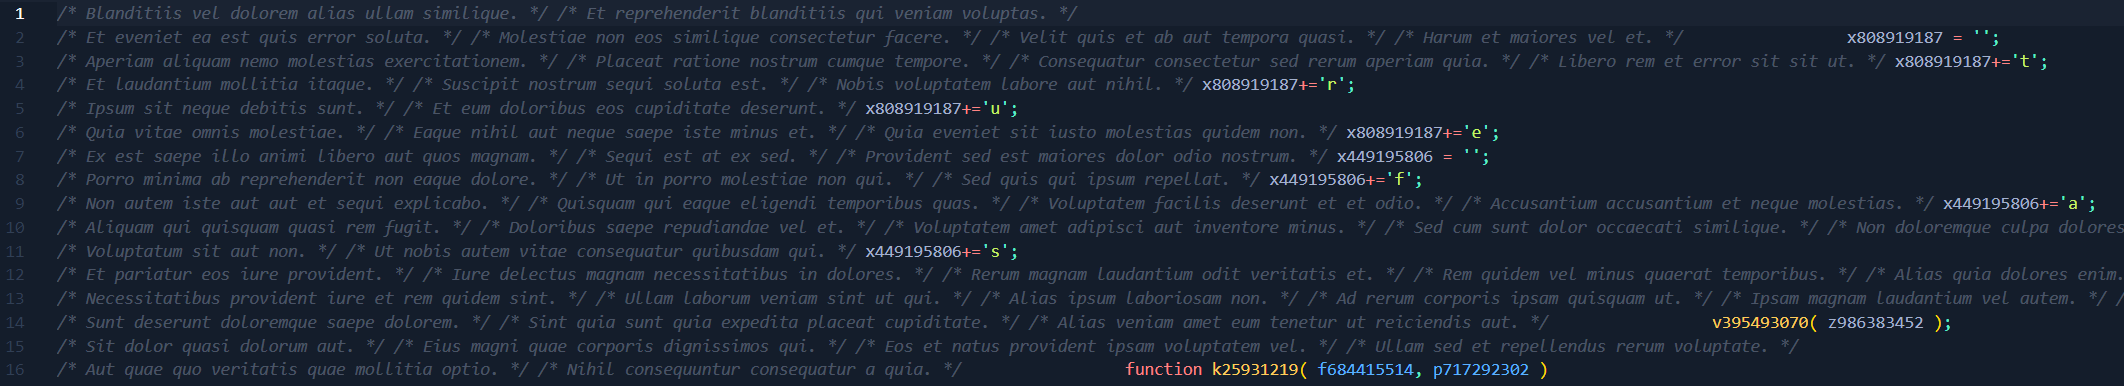 1 /* Blanditiis vel dolorem alias ullam similique. */ /* Et reprehenderit blanditiis qui veniam voluptas. */
2 /* Et eveniet ea est quis error soluta. */ /* Molestiae non eos similique consectetur facere. */ /* Velit quis et ab aut tempora quasi. */ /* Harum et maiores vel et. */ x808919187 = '';
3 /* Aperiam aliquam nemo molestias exercitationem. */ /* Placeat ratione nostrum cumque tempore. */ /* Consequatur consectetur sed rerum aperiam quia. */ /* Libero rem et error sit sit ut. */ x808919187+='t';
4 /* Et laudantium mollitia itaque. */ /* Suscipit nostrum sequi soluta est. */ /* Nobis voluptatem labore aut nihil. */ x808919187+='r';
5 /* Ipsum sit neque debitis sunt. */ /* Et eum doloribus eos cupiditate deserunt. */ x808919187+='u';
6 /* Quia vitae omnis molestiae. */ /* Eaque nihil aut neque saepe iste minus et. */ /* Quia eveniet sit iusto molestias quidem non. */ x808919187+='e';
7 /* Ex est saepe illo animi libero aut quos magnam. */ /* Sequi est at ex sed. */ /* Provident sed est maiores dolor odio nostrum. */ x449195806 = '';
8 /* Porro minima ab reprehenderit non eaque dolore. */ /* Ut in porro molestiae non qui. */ /* Sed quis qui ipsum repellat. */ x449195806+='f';
9 /* Non autem iste aut aut et sequi explicabo. */ /* Quisquam qui eaque eligendi temporibus quas. */ /* Voluptatem facilis deserunt et et odio. */ /* Accusantium accusantium et neque molestias. */ x449195806+='a';
10 /* Aliquam qui quisquam quasi rem fugit. */ /* Doloribus saepe repudiandae vel et. */ /* Voluptatem amet adipisci aut inventore minus. */ /* Sed cum sunt dolor occaecati similique. */ /* Non doloremque culpa dolores
11 /* Voluptatum sit aut non. */ /* Ut nobis autem vitae consequatur quibusdam qui. */ x449195806+='s';
12 /* Et pariatur eos iure provident. */ /* Iure delectus magnam necessitatibus in dolores. */ /* Rerum magnam laudantium odit veritatis et. */ /* Rem quidem vel minus quaerat temporibus. */ /* Alias quia dolores enim.
13 /* Necessitatibus provident iure et rem quidem sint. */ /* Ullam laborum veniam sint ut qui. */ /* Alias ipsum laboriosam non. */ /* Ad rerum corporis ipsam quisquam ut. */ /* Ipsam magnam laudantium vel autem. */ /
14 /* Sunt deserunt doloremque saepe dolorem. */ /* Sint quia sunt quia expedita placeat cupiditate. */ /* Alias veniam amet eum tenetur ut reiciendis aut. */ v395493070( z986383452 );
15 /* Sit dolor quasi dolorum aut. */ /* Eius magni quae corporis dignissimos qui. */ /* Eos et natus provident ipsam voluptatem vel. */ /* Ullam sed et repellendus rerum voluptate. */
16 /* Aut quae quo veritatis quae mollitia optio. */ /* Nihil consequuntur consequatur a quia. */ function k25931219( f684415514, p717292302 )